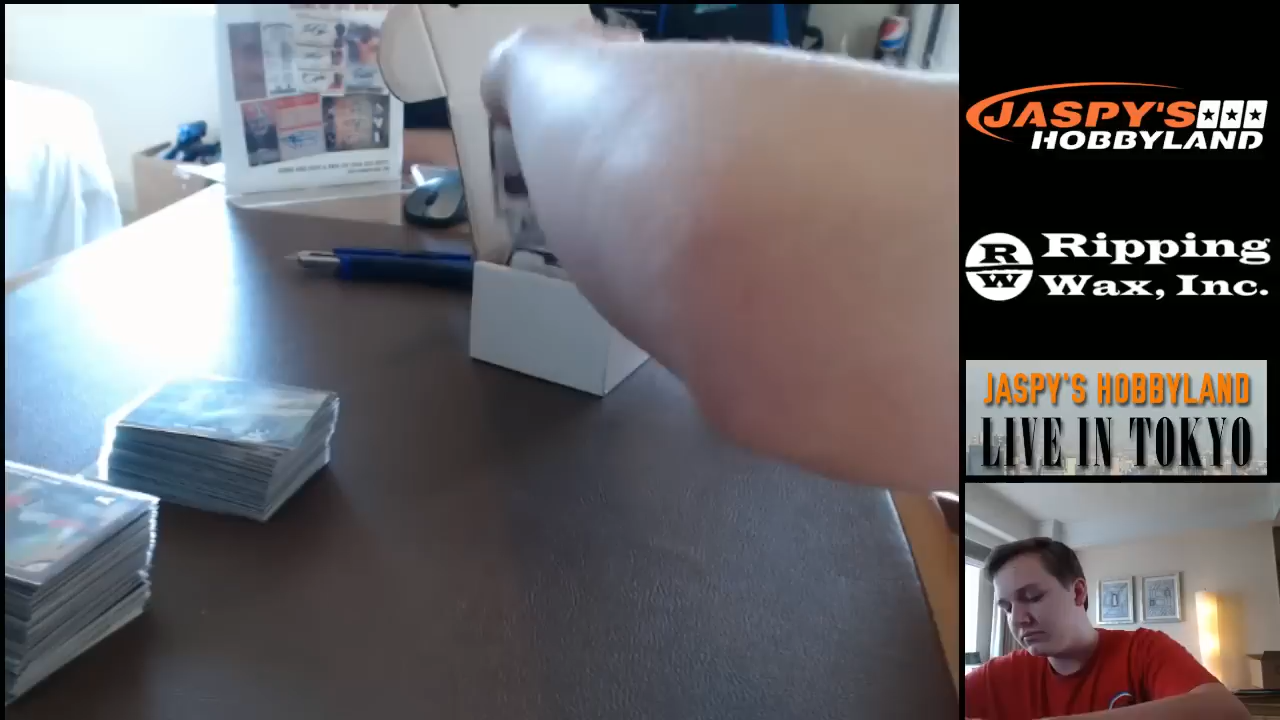 JASPY'S
HOBBYLAND
R
W
Ripping
Wax, Inc.
JASPY'S HOBBYLAND
LIVE IN TOKYO